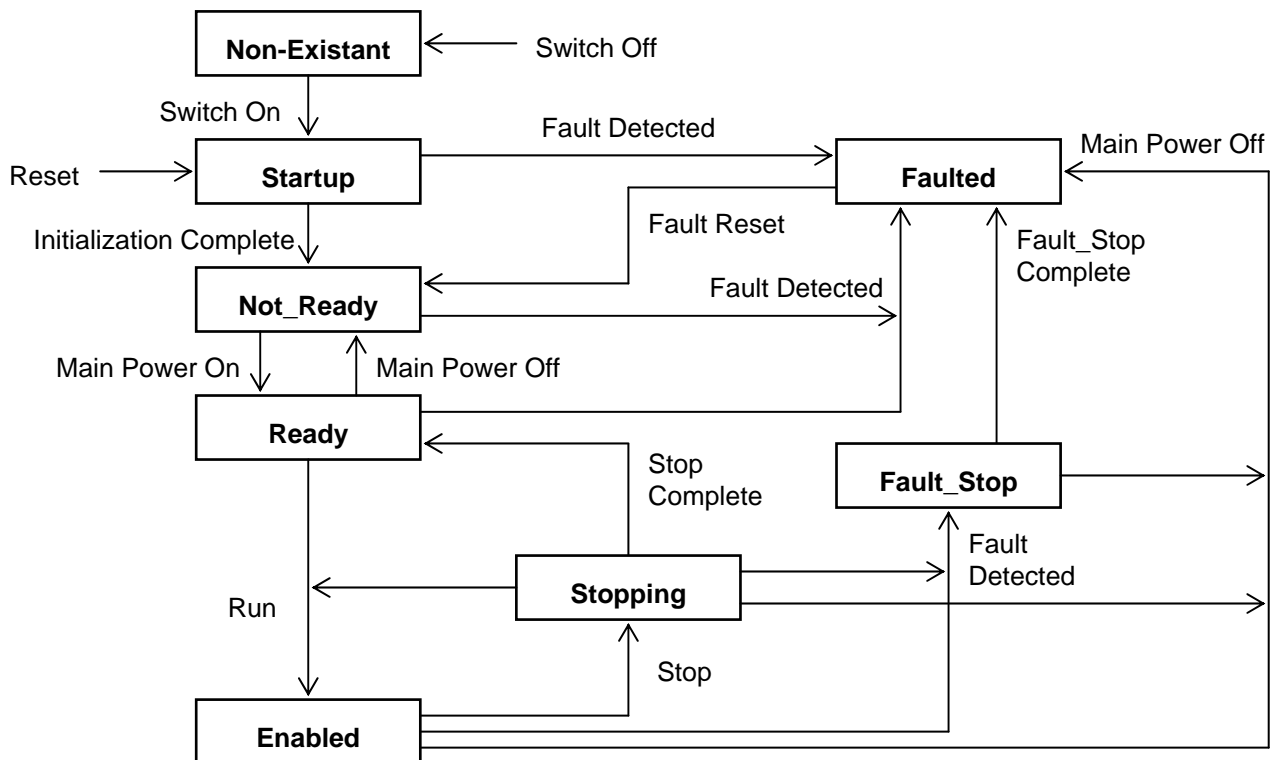 Non-Existant
Switch Off
Switch On
Fault Detected
Main Power Off
Reset
Startup
Faulted
Initialization Complete
Fault Reset
Fault_Stop
Complete
Not_Ready
Fault Detected
Main Power On
Main Power Off
Ready
Stop
Complete
Fault_Stop
Fault
Detected
Stopping
Run
Stop
Enabled